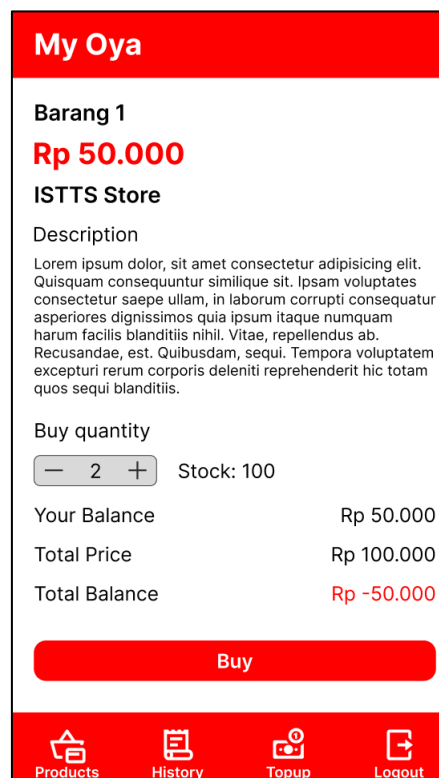 My Oya
Barang 1
Rp 50.000
ISTTS Store
Description
Lorem ipsum dolor, sit amet consectetur adipisicing elit.
Quisquam consequuntur similique sit. Ipsam voluptates
consectetur saepe ullam, in laborum corrupti consequatur
asperiores dignissimos quia ipsum itaque numquam
harum facilis blanditiis nihil. Vitae, repellendus ab.
Recusandae, est. Quibusdam, sequi. Tempora voluptatem
excepturi rerum corporis deleniti reprehenderit hic totam
quos sequi blanditiis.
Buy quantity
− 2 + Stock: 100
Your Balance Rp 50.000
Total Price Rp 100.000
Total Balance Rp -50.000
Buy
Products History Topup Logout